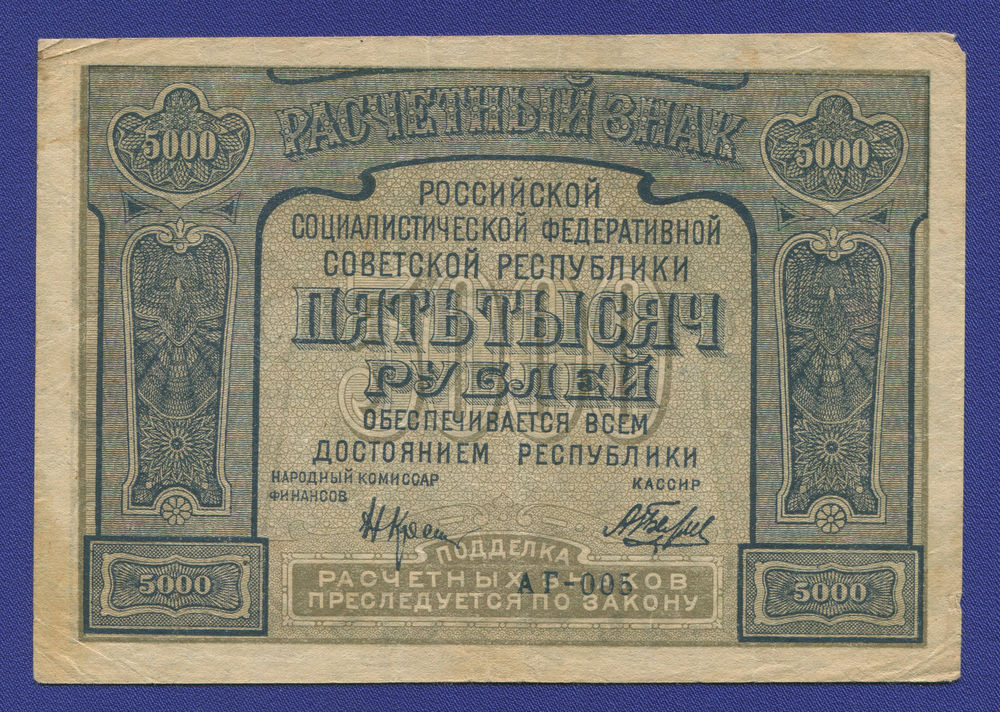 РАСЧЕТНЫЙ ЗНАК
5000 5000
РОССИЙСКОЙ
СОЦИАЛИСТИЧЕСКОЙ ФЕДЕРАТИВНОЙ
СОВЕТСКОЙ РЕСПУБЛИКИ
5000
ПЯТЬ ТЫСЯЧ
РУБЛЕЙ
ОБЕСПЕЧИВАЕТСЯ ВСЕМ
ДОСТОЯНИЕМ РЕСПУБЛИКИ
НАРОДНЫЙ КОМИССАР
ФИНАНСОВ
КАССИР
ПОДДЕЛКА
РАСЧЕТНЫХ ЗНАКОВ
АГ-005
ПРЕСЛЕДУЕТСЯ ПО ЗАКОНУ
5000 5000